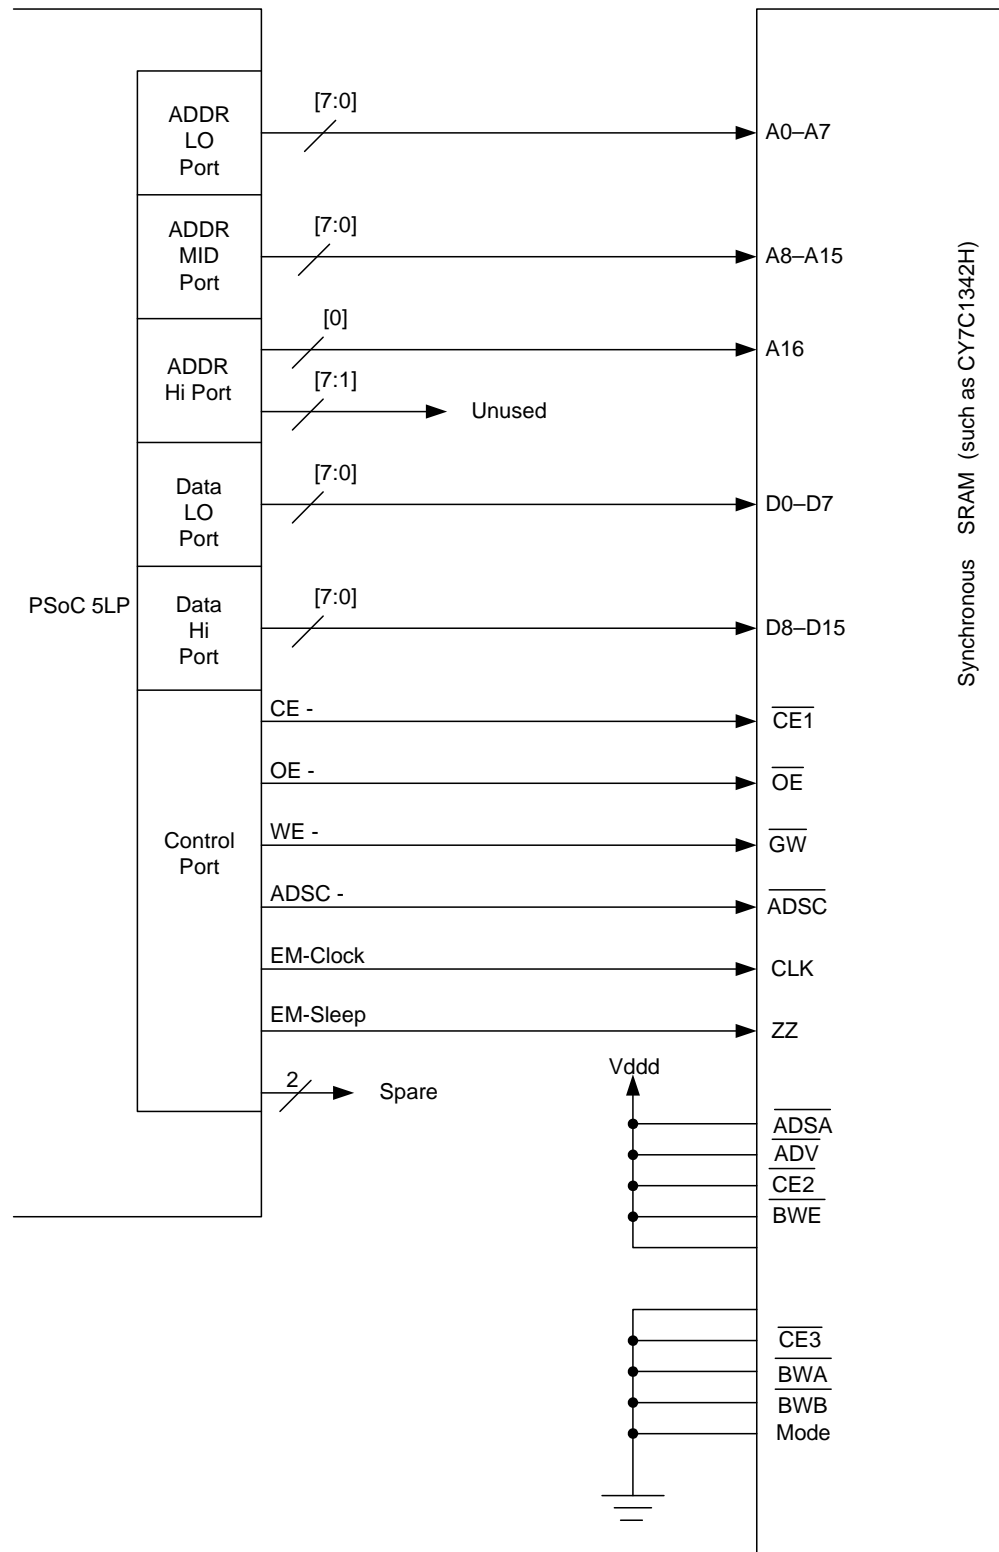 ADDR
LO
Port
[7:0]
A0–A7
ADDR
MID
Port
[7:0]
A8–A15
ADDR
Hi Port
[0]
A16
[7:1]
Unused
Data
LO
Port
[7:0]
D0–D7
PSoC 5LP
Data
Hi
Port
[7:0]
D8–D15
Synchronous SRAM (such as CY7C1342H)
Control
Port
CE -
CE1
OE -
OE
WE -
GW
ADSC -
ADSC
EM-Clock
CLK
EM-Sleep
ZZ
2
Spare
Vddd
ADSA
ADV
CE2
BWE
CE3
BWA
BWB
Mode